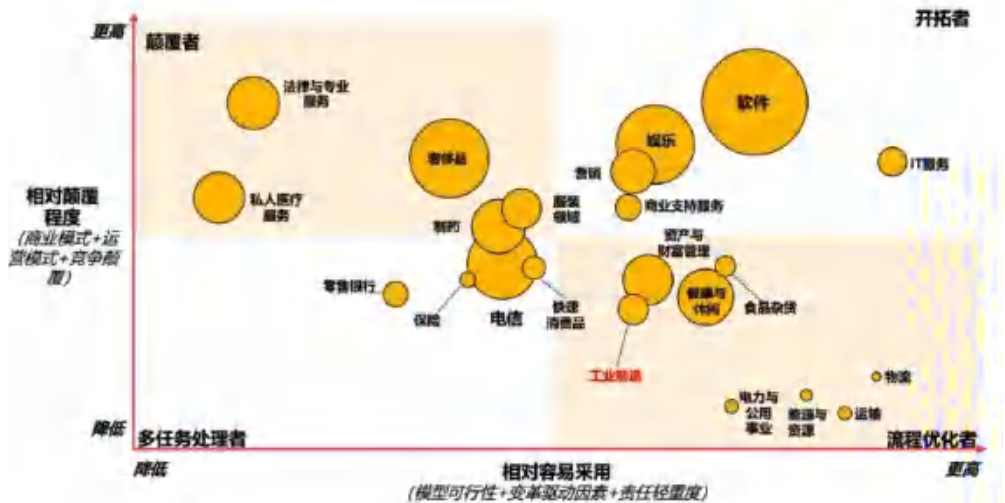 更高
颠覆者
开拓者
法律与专业
服务
软件
娱乐
奢侈品
营销
IT服务
私人医疗
服务
服装
领域
商业支持服务
制药
相对颠覆
程度
(商业模式+运
营模式+竞争颠
覆)
资产与
财富管理
零售银行
保险
电信
快速
消费品
健康与
休闲
食品杂货
工业制造
物流
电力与
公用
事业
能源与
资源
运输
降低
多任务处理者
流程优化者
降低
相对容易采用
更高
(模型可行性+变革驱动因素+责任轻重度)